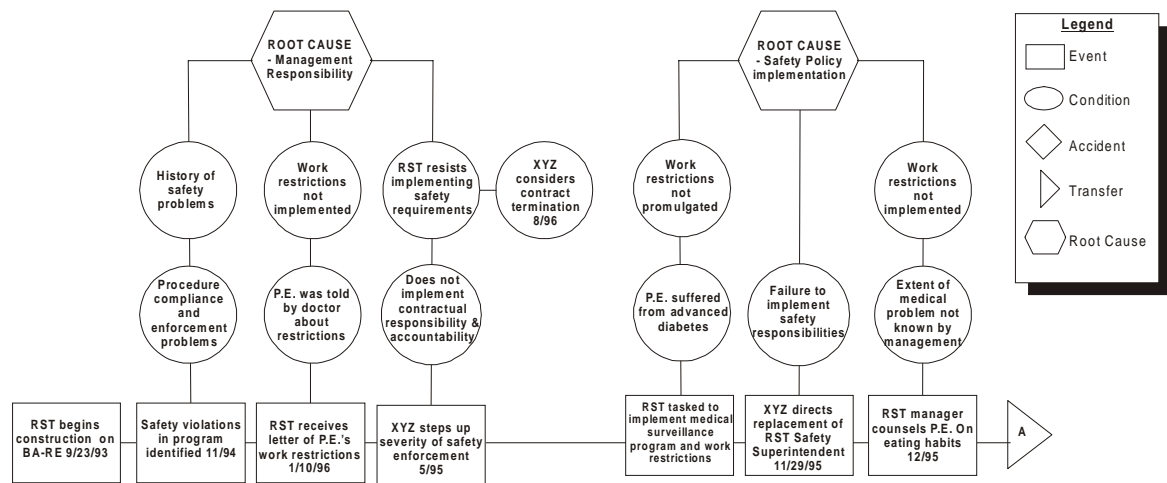 ROOT CAUSE
- Management
Responsibility
ROOT CAUSE
- Safety Policy
implementation
Legend
Event
Condition
Accident
Transfer
Root Cause
History of
safety
problems
Work
restrictions
not
implemented
RST resists
implementing
safety
requirements
XYZ
considers
contract
termination
8/96
Work
restrictions
not
promulgated
Work
restrictions
not
implemented
Procedure
compliance
and
enforcement
problems
P.E. was told
by doctor
about
restrictions
Does not
implement
contractual
responsibility &
accountability
P.E. suffered
from advanced
diabetes
Failure to
implement
safety
responsibilities
Extent of
medical
problem not
known by
management
RST begins
construction on
BA-RE 9/23/93
Safety violations
in program
identified 11/94
RST receives
letter of P.E.'s
work restrictions
1/10/96
XYZ steps up
severity of safety
enforcement
5/95
RST tasked to
implement medical
surveillance
program and work
restrictions
XYZ directs
replacement of
RST Safety
Superintendent
11/29/95
RST manager
counsels P.E. On
eating habits
12/95
A